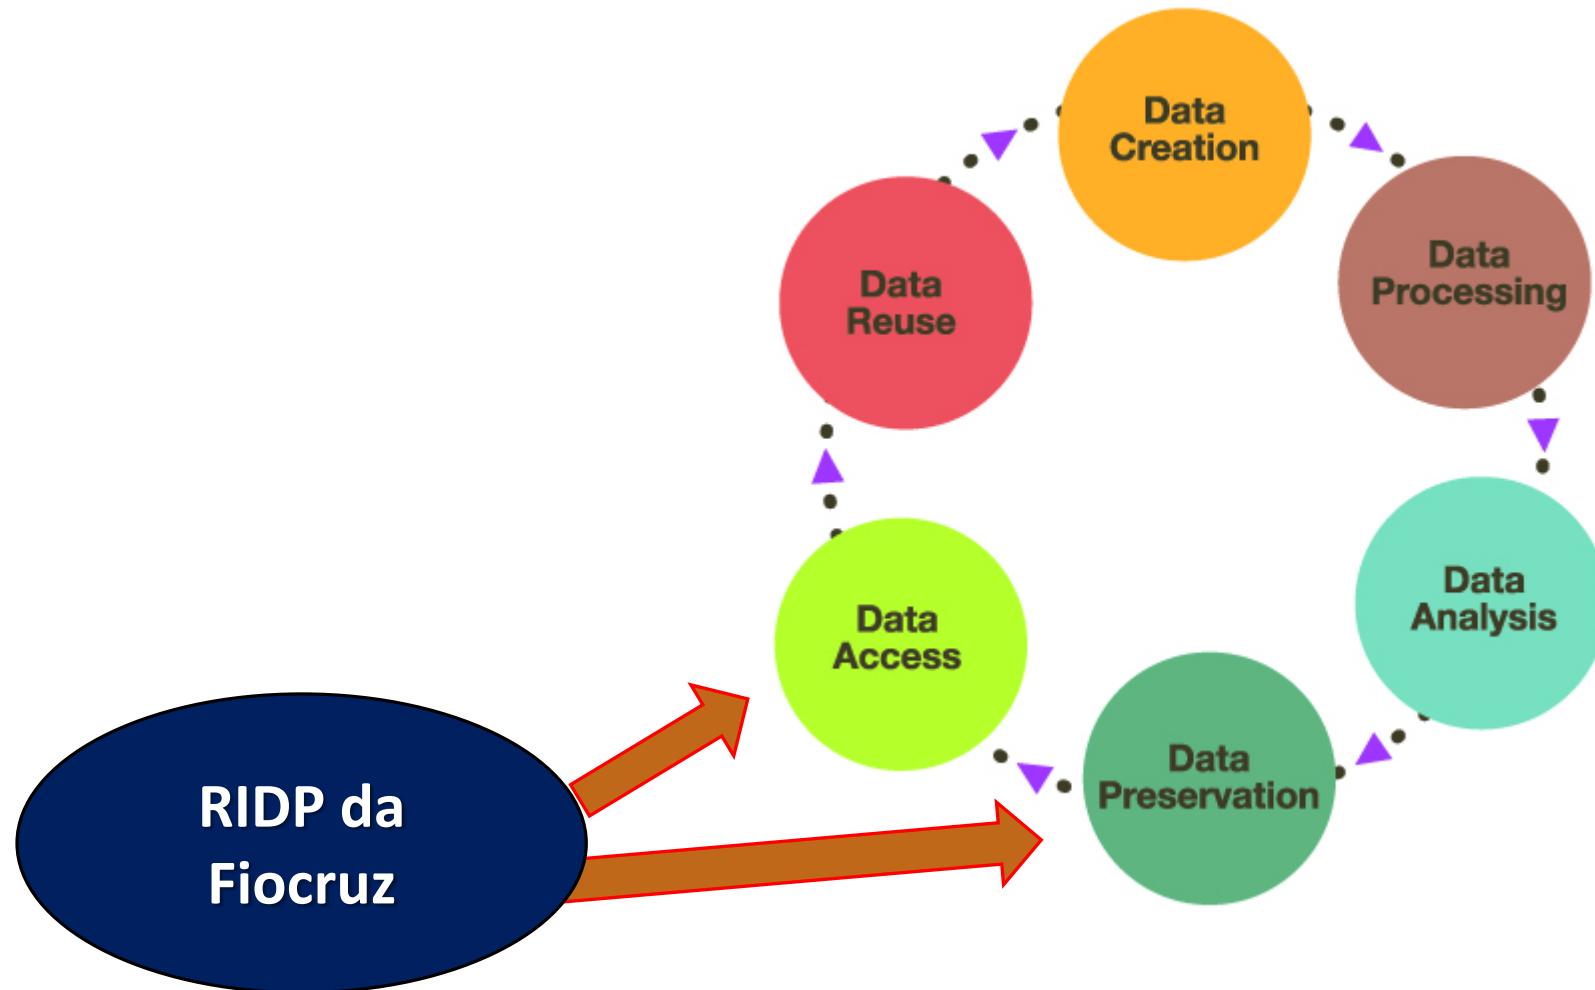 Data
Creation
Data
Processing
Data
Reuse
Data
Analysis
Data
Access
Data
Preservation
RIDP da
Fiocruz